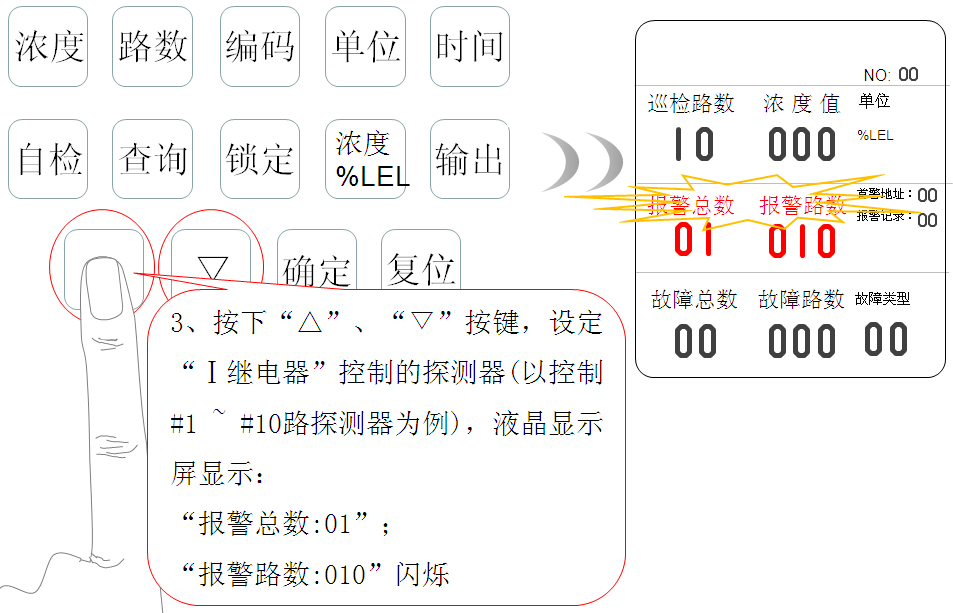 浓度 路数 编码 单位 时间
自检 查询 锁定 浓度 %LEL 输出
▽ 确定 复位
3、按下“△”、“▽”按键，设定
“Ⅰ继电器”控制的探测器(以控制
#1 ~ #10路探测器为例)，液晶显示
屏显示：
“报警总数:01”；
“报警路数:010”闪烁
NO: 00
巡检路数 浓度值 单位
10 000 %LEL
报警总数 报警路数 首警地址：00
01 010 报警记录：00
故障总数 故障路数 故障类型
00 000 00